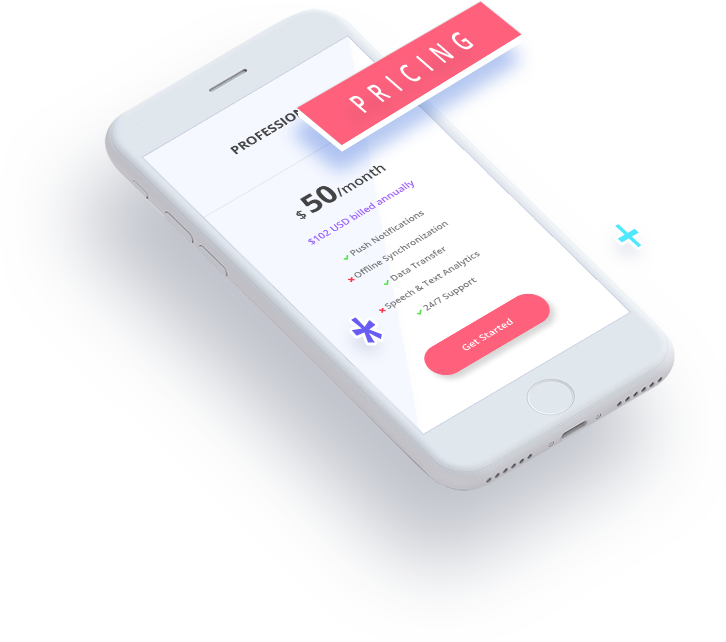 PRICING
PROFESSION
$50/month
$102 USD billed annually
Push Notifications
Offline Synchronization
Data Transfer
Speech & Text Analytics
24/7 Support
Get Started